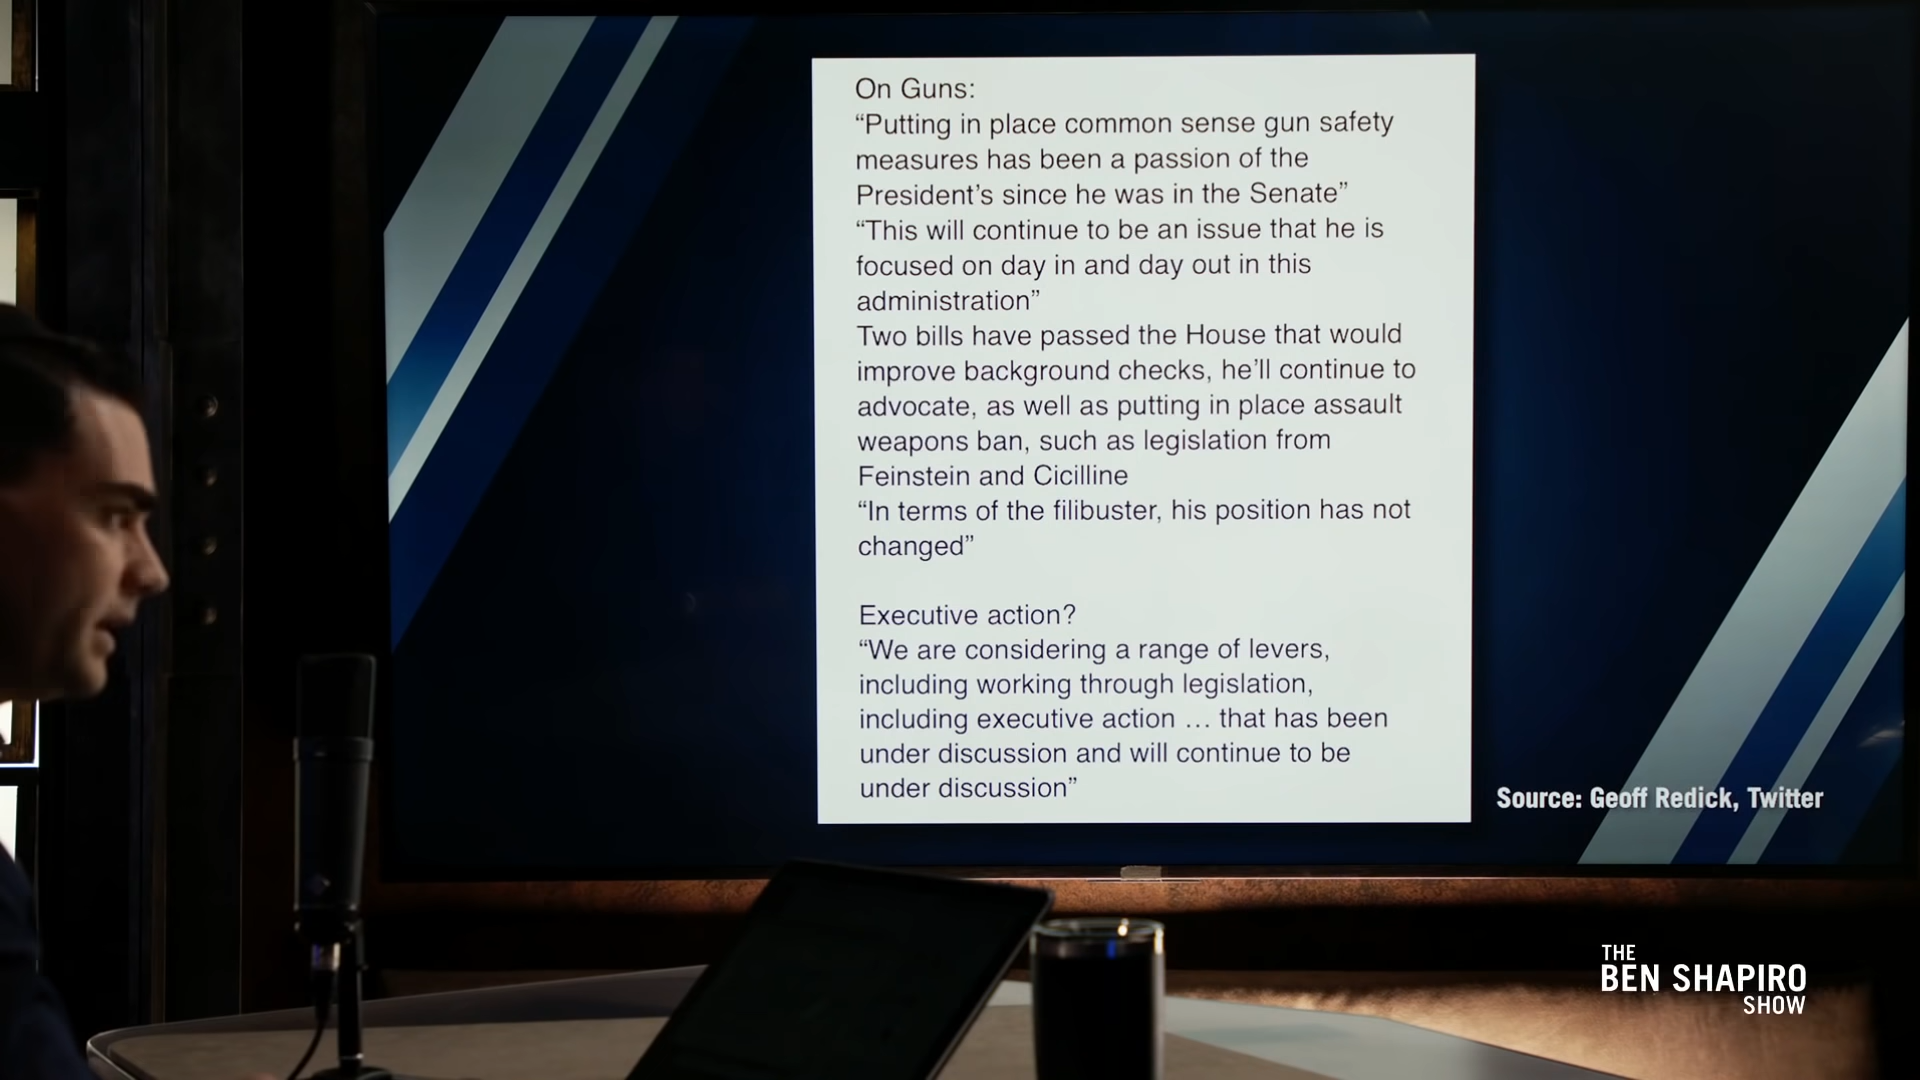 On Guns:
“Putting in place common sense gun safety
measures has been a passion of the
President’s since he was in the Senate”
“This will continue to be an issue that he is
focused on day in and day out in this
administration”
Two bills have passed the House that would
improve background checks, he’ll continue to
advocate, as well as putting in place assault
weapons ban, such as legislation from
Feinstein and Cicilline
“In terms of the filibuster, his position has not
changed”
Executive action?
“We are considering a range of levers,
including working through legislation,
including executive action … that has been
under discussion and will continue to be
under discussion”
Source: Geoff Redick, Twitter
THE
BEN SHAPIRO
SHOW